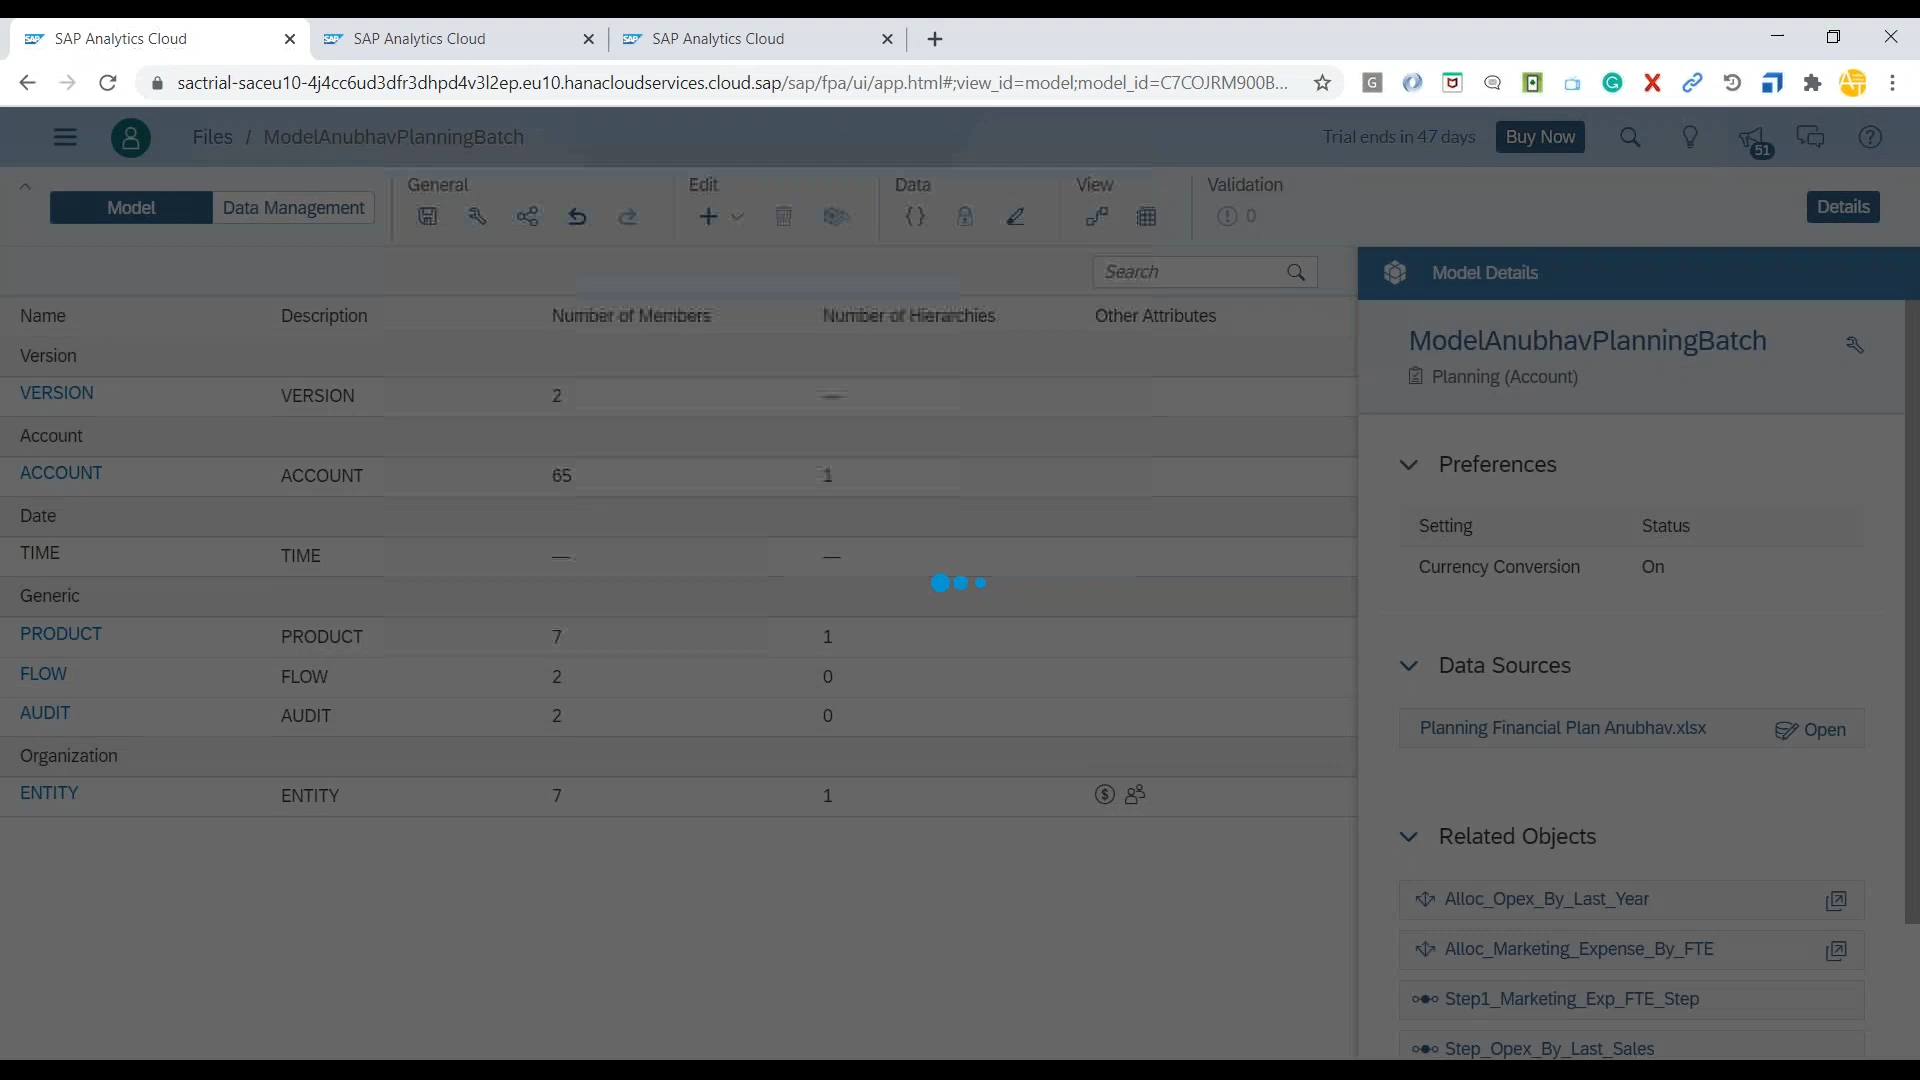 SAP Analytics Cloud
SAP Analytics Cloud
SAP Analytics Cloud
sactrial-saceu10-4j4cc6ud3dfr3dhpd4v3l2ep.eu10.hanacloudservices.cloud.sap/sap/fpa/ui/app.html#;view_id=model;model_id=C7COJRM900B...
Files / ModelAnubhavPlanningBatch
Trial ends in 47 days
Buy Now
51
General
Edit
Data
View
Validation
Model
Data Management
0
Details
Search
Model Details
Name Description Number of Members Number of Hierarchies Other Attributes
Version
VERSION VERSION 2 —
Account
ACCOUNT ACCOUNT 65 1
Date
TIME TIME — —
Generic
PRODUCT PRODUCT 7 1
FLOW FLOW 2 0
AUDIT AUDIT 2 0
Organization
ENTITY ENTITY 7 1
ModelAnubhavPlanningBatch
Planning (Account)
Preferences
Setting Status
Currency Conversion On
Data Sources
Planning Financial Plan Anubhav.xlsx Open
Related Objects
Alloc_Opex_By_Last_Year
Alloc_Marketing_Expense_By_FTE
Step1_Marketing_Exp_FTE_Step
Step_Opex_By_Last_Sales